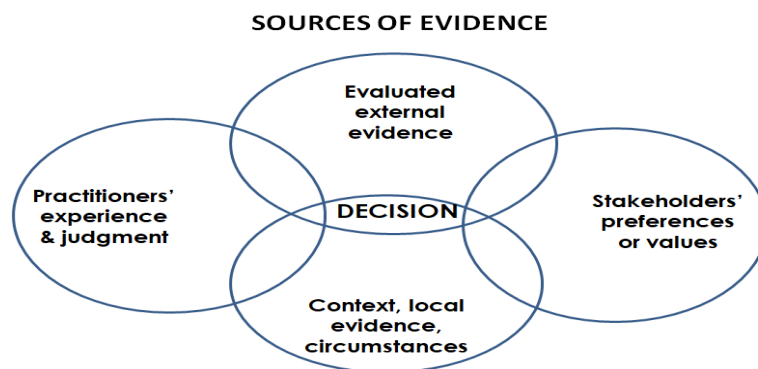 SOURCES OF EVIDENCE
Evaluated
external
evidence
Practitioners’
experience
& judgment
DECISION
Stakeholders’
preferences
or values
Context, local
evidence,
circumstances